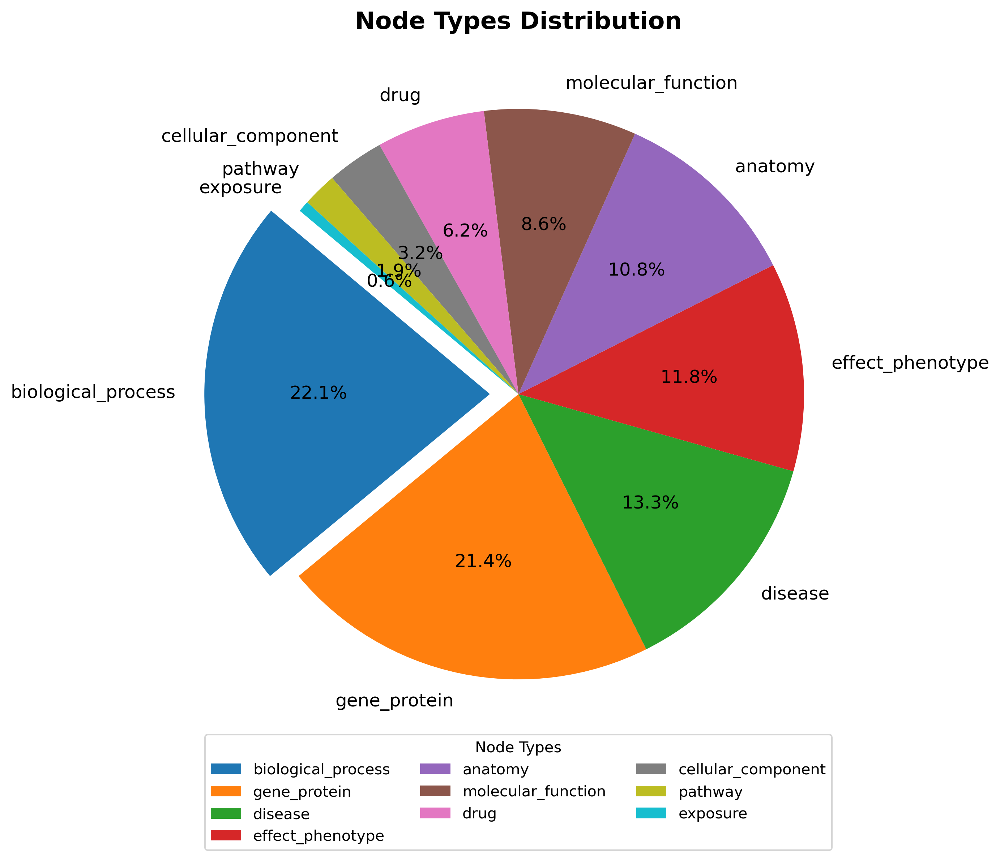 Node Types Distribution
molecular_function
drug
cellular_component
pathway
anatomy
exposure
8.6%
6.2%
3.2%
10.8%
1.9%
0.6%
effect_phenotype
11.8%
biological_process
22.1%
13.3%
21.4%
disease
gene_protein
Node Types
biological_process
gene_protein
disease
effect_phenotype
anatomy
molecular_function
drug
cellular_component
pathway
exposure